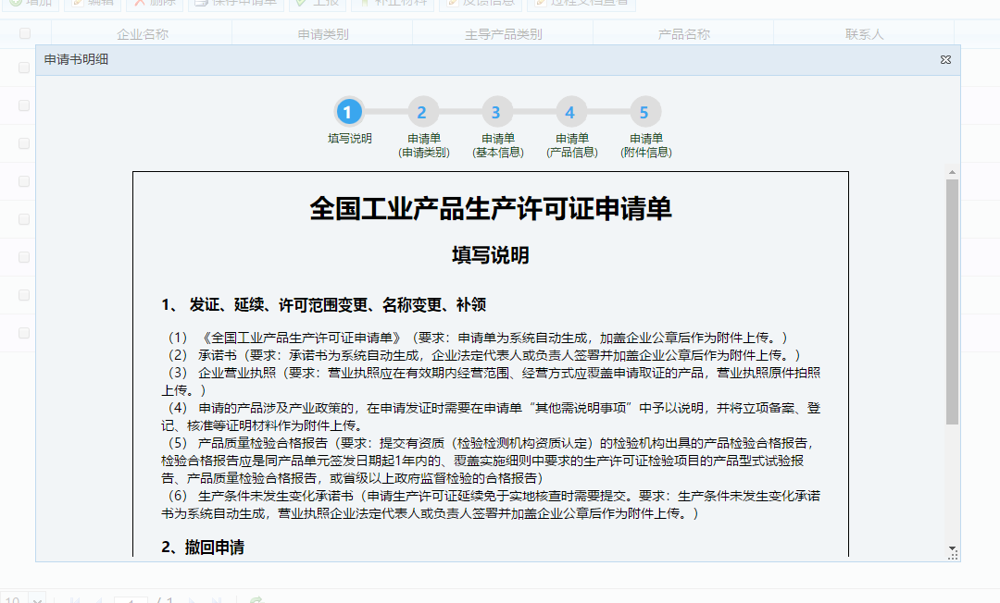 增加 编辑 删除 保存申请单 上报 补正材料 反馈信息 过程文档查看
企业名称 申请类别 主导产品类别 产品名称 联系人
申请书明细
1 2 3 4 5
填写说明 申请单 申请单 申请单 申请单
(申请类别) (基本信息) (产品信息) (附件信息)
全国工业产品生产许可证申请单
填写说明
1、 发证、延续、许可范围变更、名称变更、补领
（1）《全国工业产品生产许可证申请单》（要求：申请单为系统自动生成，加盖企业公章后作为附件上传。）
（2） 承诺书（要求：承诺书为系统自动生成，企业法定代表人或负责人签署并加盖企业公章后作为附件上传。）
（3） 企业营业执照（要求：营业执照应在有效期内经营范围、经营方式应覆盖申请取证的产品，营业执照原件拍照
上传。）
（4） 申请的产品涉及产业政策的，在申请发证时需要在申请单“其他需说明事项”中予以说明，并将立项备案、登
记、核准等证明材料作为附件上传。
（5） 产品质量检验合格报告（要求：提交有资质（检验检测机构资质认定）的检验机构出具的产品检验合格报告，
检验合格报告应是同产品单元签发日期起1年内的、覆盖实施细则中要求的生产许可证检验项目的产品型式试验报
告、产品质量检验合格报告，或省级以上政府监督检验的合格报告）
（6） 生产条件未发生变化承诺书（申请生产许可证延续免于实地核查时需要提交。要求：生产条件未发生变化承诺
书为系统自动生成，营业执照企业法定代表人或负责人签署并加盖企业公章后作为附件上传。）
2、撤回申请
10 1 / 1